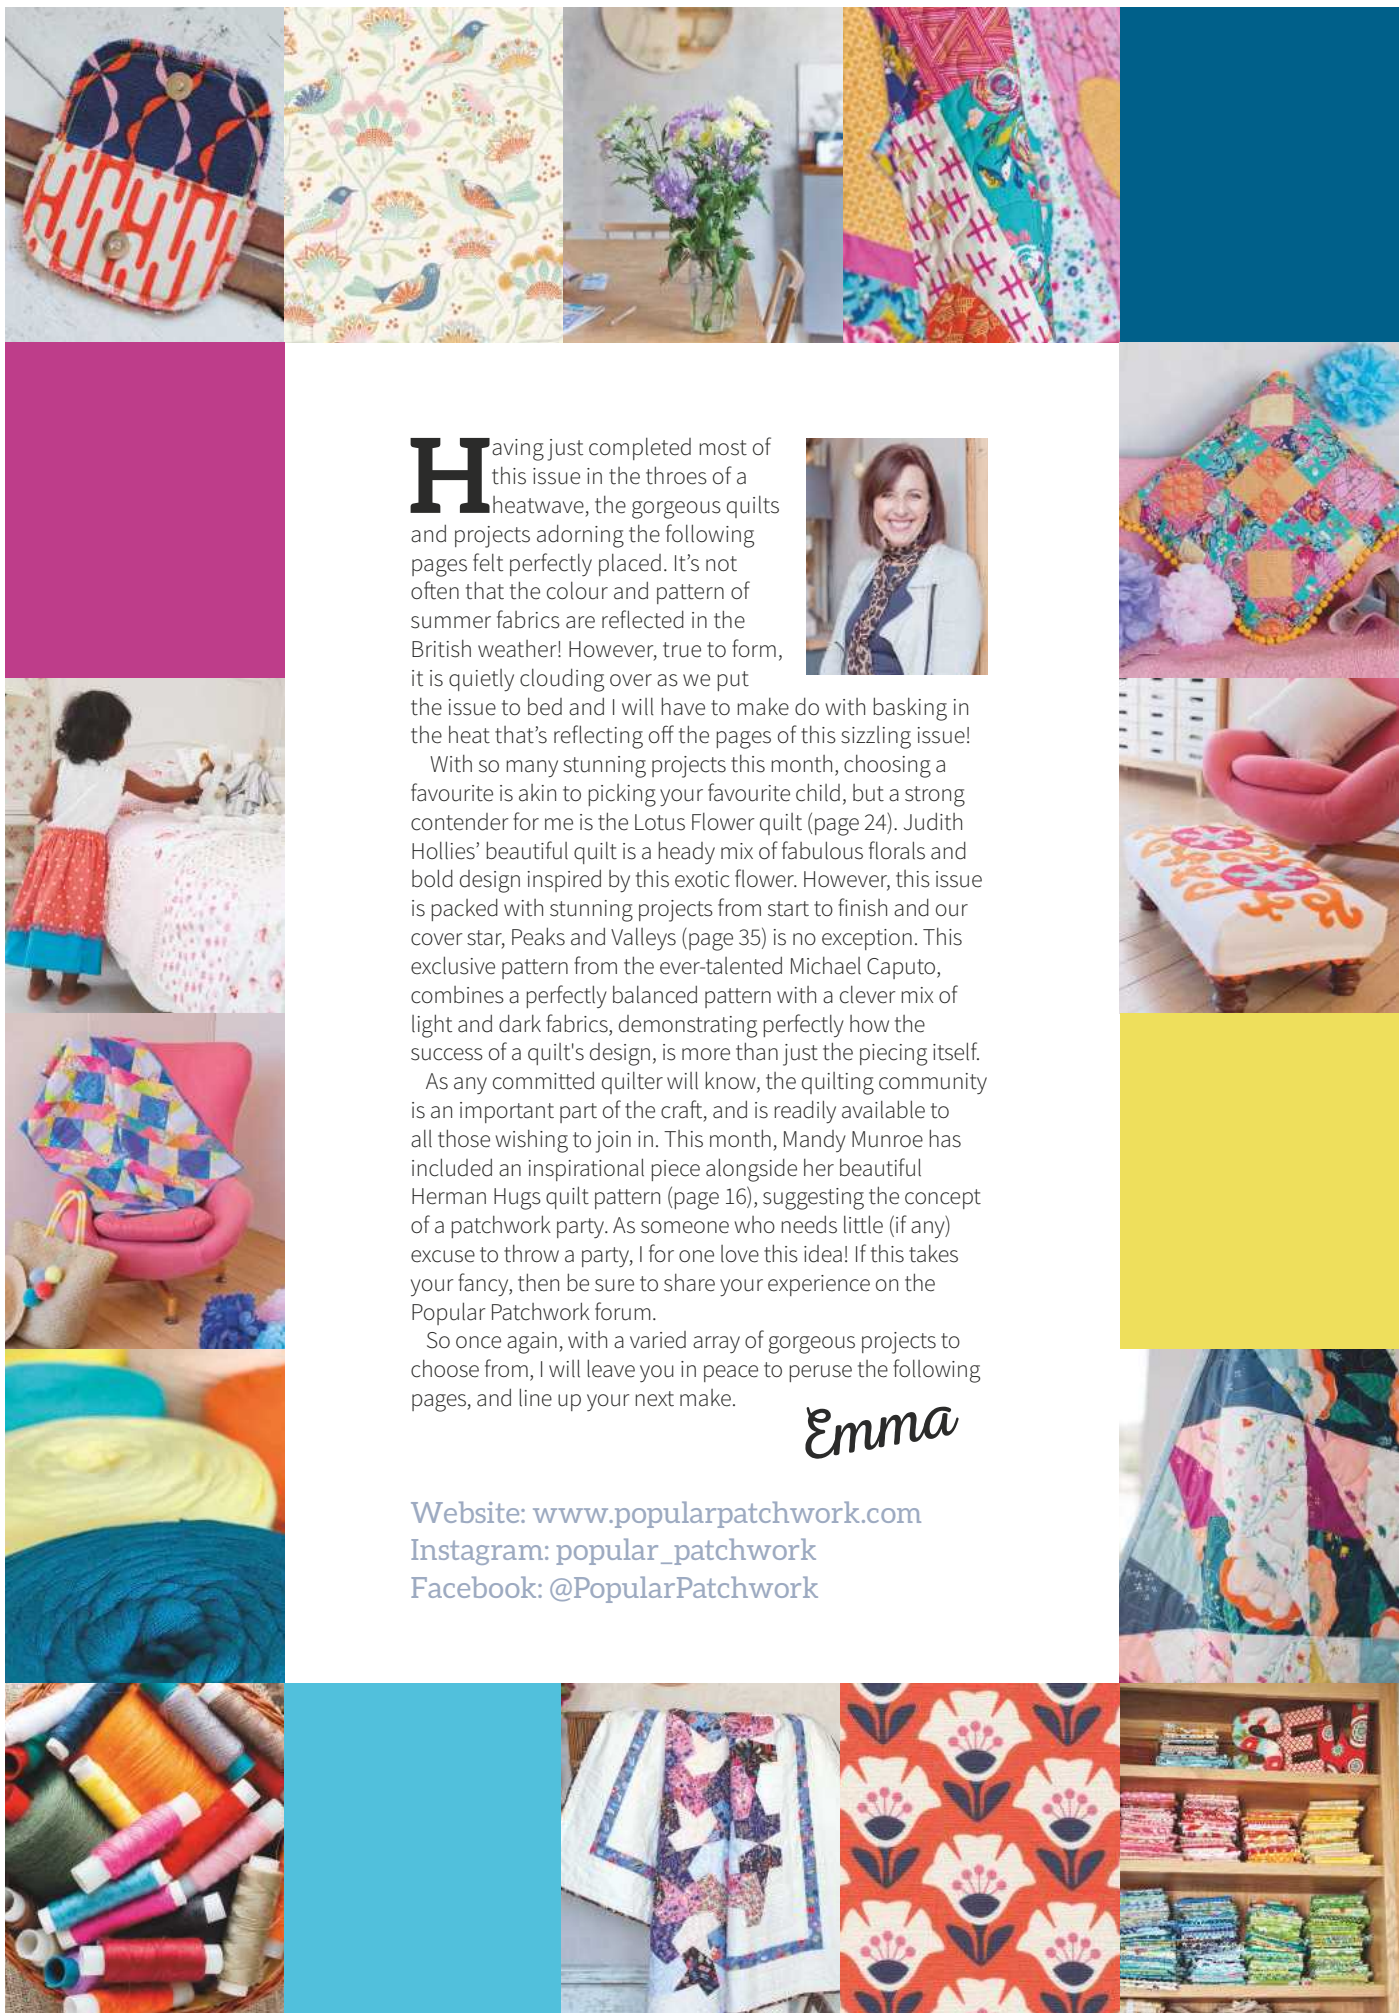 Having just completed most of
this issue in the throes of a
heatwave, the gorgeous quilts
and projects adorning the following
pages felt perfectly placed. It’s not
often that the colour and pattern of
summer fabrics are reflected in the
British weather! However, true to form,
it is quietly clouding over as we put
the issue to bed and I will have to make do with basking in
the heat that’s reflecting off the pages of this sizzling issue!
With so many stunning projects this month, choosing a
favourite is akin to picking your favourite child, but a strong
contender for me is the Lotus Flower quilt (page 24). Judith
Hollies’ beautiful quilt is a heady mix of fabulous florals and
bold design inspired by this exotic flower. However, this issue
is packed with stunning projects from start to finish and our
cover star, Peaks and Valleys (page 35) is no exception. This
exclusive pattern from the ever-talented Michael Caputo,
combines a perfectly balanced pattern with a clever mix of
light and dark fabrics, demonstrating perfectly how the
success of a quilt's design, is more than just the piecing itself.
As any committed quilter will know, the quilting community
is an important part of the craft, and is readily available to
all those wishing to join in. This month, Mandy Munroe has
included an inspirational piece alongside her beautiful
Herman Hugs quilt pattern (page 16), suggesting the concept
of a patchwork party. As someone who needs little (if any)
excuse to throw a party, I for one love this idea! If this takes
your fancy, then be sure to share your experience on the
Popular Patchwork forum.
So once again, with a varied array of gorgeous projects to
choose from, I will leave you in peace to peruse the following
pages, and line up your next make.
Emma
Website: www.popularpatchwork.com
Instagram: popular_patchwork
Facebook: @PopularPatchwork
SEW